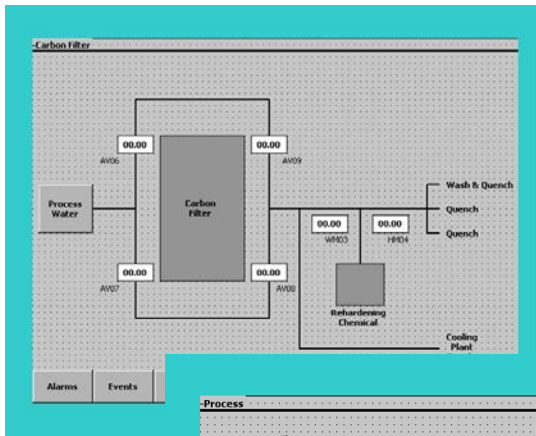 Carbon Filter
00.00
00.00
AV06
AV09
Process
Water
Carbon
Filter
Wash & Quench
Quench
Quench
00.00
00.00
WM03
HM04
00.00
00.00
AV07
AV08
Rehardening
Chemical
Cooling
Plant
Alarms
Events
Process